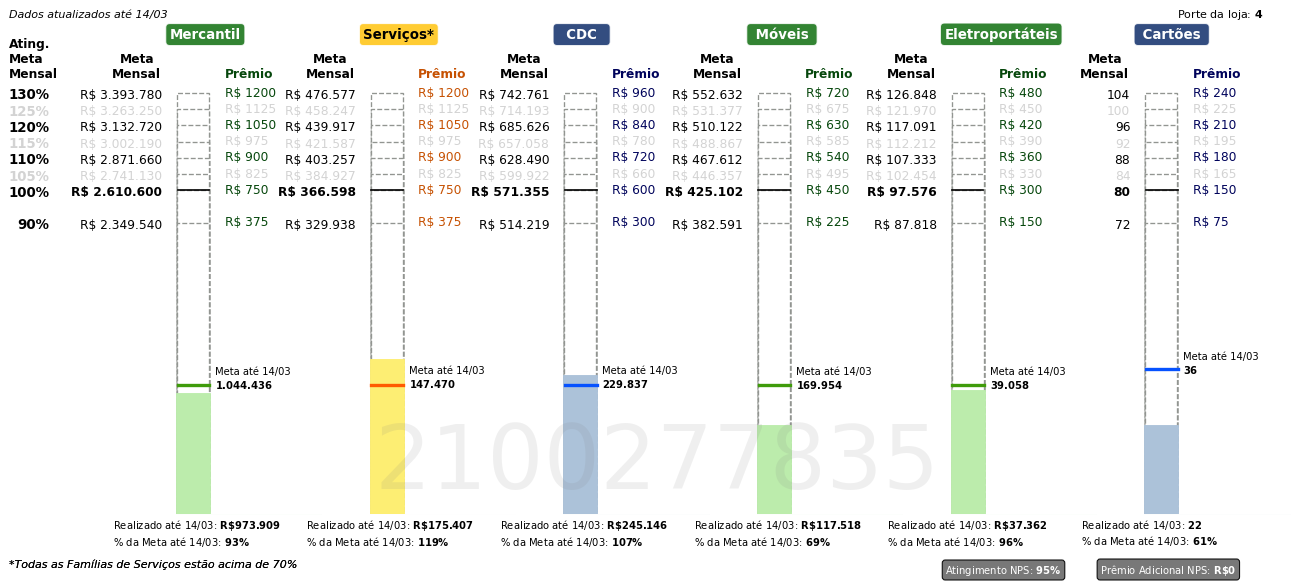 Dados atualizados até 14/03
Porte da loja: 4
Mercantil Serviços* CDC Móveis Eletroportáteis Cartões
Ating. Meta Mensal
Meta Mensal Prêmio Meta Mensal Prêmio Meta Mensal Prêmio Meta Mensal Prêmio Meta Mensal Prêmio Meta Mensal Prêmio
130% R$ 3.393.780 R$ 1200 R$ 476.577 R$ 1200 R$ 742.761 R$ 960 R$ 552.632 R$ 720 R$ 126.848 R$ 480 104 R$ 240
125% R$ 3.263.250 R$ 1125 R$ 458.247 R$ 1125 R$ 714.193 R$ 900 R$ 531.377 R$ 675 R$ 121.970 R$ 450 100 R$ 225
120% R$ 3.132.720 R$ 1050 R$ 439.917 R$ 1050 R$ 685.626 R$ 840 R$ 510.122 R$ 630 R$ 117.091 R$ 420 96 R$ 210
115% R$ 3.002.190 R$ 975 R$ 421.587 R$ 975 R$ 657.058 R$ 780 R$ 488.867 R$ 585 R$ 112.212 R$ 390 92 R$ 195
110% R$ 2.871.660 R$ 900 R$ 403.257 R$ 900 R$ 628.490 R$ 720 R$ 467.612 R$ 540 R$ 107.333 R$ 360 88 R$ 180
105% R$ 2.741.130 R$ 825 R$ 384.927 R$ 825 R$ 599.922 R$ 660 R$ 446.357 R$ 495 R$ 102.454 R$ 330 84 R$ 165
100% R$ 2.610.600 R$ 750 R$ 366.598 R$ 750 R$ 571.355 R$ 600 R$ 425.102 R$ 450 R$ 97.576 R$ 300 80 R$ 150
90% R$ 2.349.540 R$ 375 R$ 329.938 R$ 375 R$ 514.219 R$ 300 R$ 382.591 R$ 225 R$ 87.818 R$ 150 72 R$ 75
Meta até 14/03
1.044.436
Meta até 14/03
147.470
Meta até 14/03
229.837
Meta até 14/03
169.954
Meta até 14/03
39.058
Meta até 14/03
36
2100277835
Realizado até 14/03: R$973.909
% da Meta até 14/03: 93%
Realizado até 14/03: R$175.407
% da Meta até 14/03: 119%
Realizado até 14/03: R$245.146
% da Meta até 14/03: 107%
Realizado até 14/03: R$117.518
% da Meta até 14/03: 69%
Realizado até 14/03: R$37.362
% da Meta até 14/03: 96%
Realizado até 14/03: 22
% da Meta até 14/03: 61%
*Todas as Famílias de Serviços estão acima de 70%
Atingimento NPS: 95%
Prêmio Adicional NPS: R$0